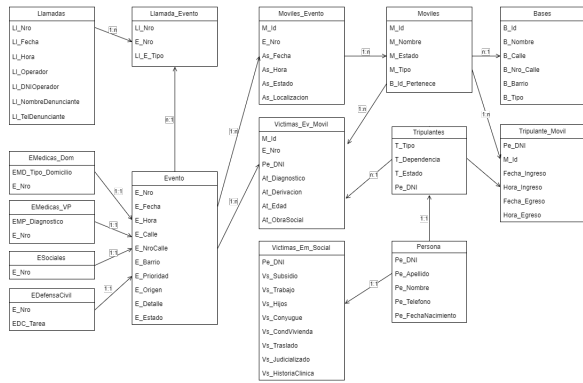 Llamadas
Ll_Nro
Ll_Fecha
Ll_Hora
Ll_Operador
Ll_DNIOperador
Ll_NombreDenunciante
Ll_TelDenunciante
1:n
Llamada_Evento
Ll_Nro
E_Nro
Ll_E_Tipo
n:1
Moviles_Evento
M_Id
E_Nro
As_Fecha
As_Hora
As_Estado
As_Localizacion
1:n
Moviles
M_Id
M_Nombre
M_Estado
M_Tipo
B_Id_Pertenece
n:1
Bases
B_Id
B_Nombre
B_Calle
B_Nro_Calle
B_Barrio
B_Tipo
1:n
1:n
1:n
Victimas_Ev_Movil
M_Id
E_Nro
Pe_DNI
At_Diagnostico
At_Derivacion
At_Edad
At_ObraSocial
n:1
Tripulantes
T_Tipo
T_Dependencia
T_Estado
Pe_DNI
Tripulante_Movil
Pe_DNI
M_Id
Fecha_Ingreso
Hora_Ingreso
Fecha_Egreso
Hora_Egreso
EMedicas_Dom
EMD_Tipo_Domicilio
E_Nro
1:1
EMedicas_VP
EMP_Diagnostico
E_Nro
1:1
ESociales
E_Nro
1:1
EDefensaCivil
E_Nro
EDC_Tarea
1:1
Evento
E_Nro
E_Fecha
E_Hora
E_Calle
E_NroCalle
E_Barrio
E_Prioridad
E_Origen
E_Detalle
E_Estado
1:n
Victimas_Em_Social
Pe_DNI
Vs_Subsidio
Vs_Trabajo
Vs_Hijos
Vs_Conyugue
Vs_CondVivienda
Vs_Traslado
Vs_Judicializado
Vs_HistoriaClinica
1:1
1:1
Persona
Pe_DNI
Pe_Apellido
Pe_Nombre
Pe_Telefono
Pe_FechaNacimiento